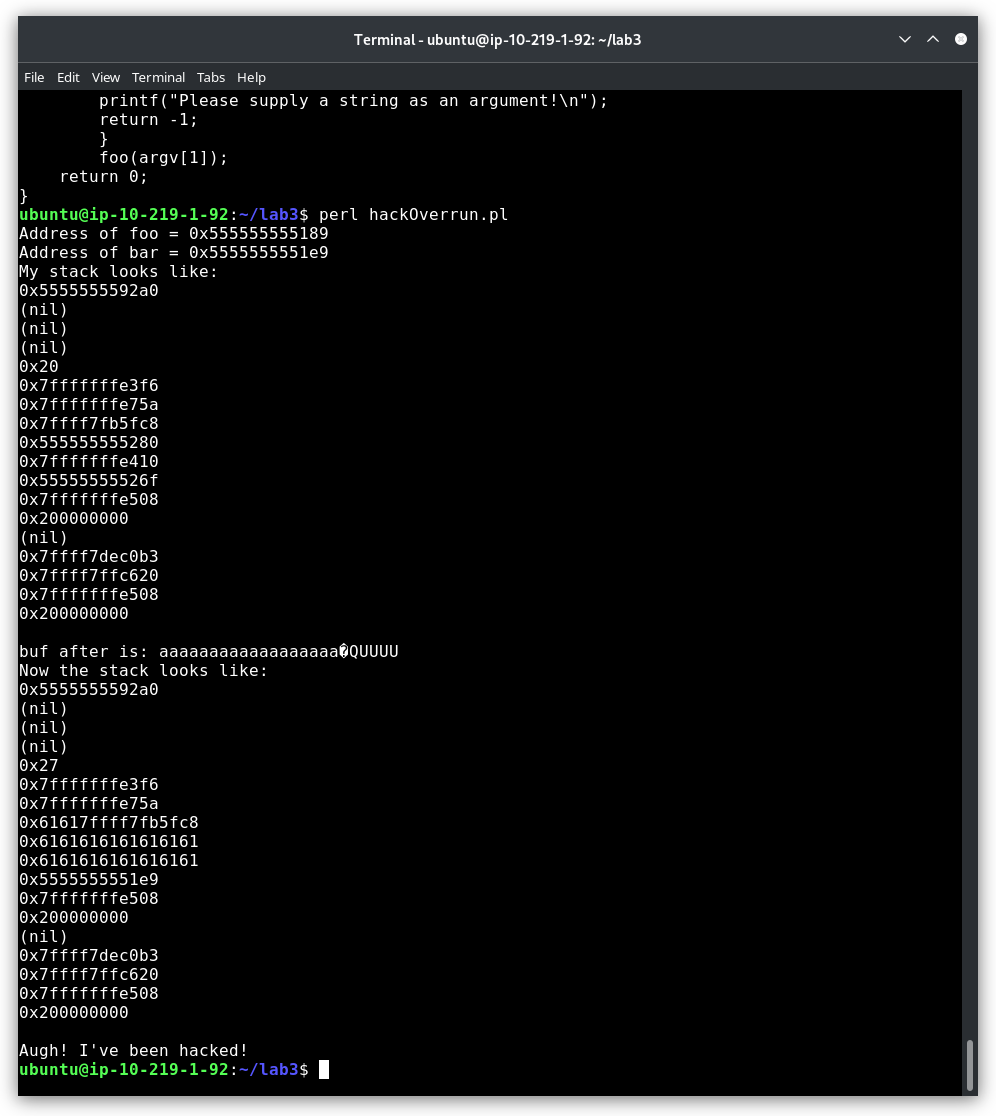 Terminal - ubuntu@ip-10-219-1-92: ~/lab3
File Edit View Terminal Tabs Help
        printf("Please supply a string as an argument!\n");
        return -1;
        }
        foo(argv[1]);
    return 0;
}
ubuntu@ip-10-219-1-92:~/lab3$ perl hackOverrun.pl
Address of foo = 0x555555555189
Address of bar = 0x5555555551e9
My stack looks like:
0x5555555592a0
(nil)
(nil)
(nil)
0x20
0x7fffffffe3f6
0x7fffffffe75a
0x7ffff7fb5fc8
0x555555555280
0x7fffffffe410
0x55555555526f
0x7fffffffe508
0x200000000
(nil)
0x7ffff7dec0b3
0x7ffff7ffc620
0x7fffffffe508
0x200000000
buf after is: aaaaaaaaaaaaaaaaaa�QUUUU
Now the stack looks like:
0x5555555592a0
(nil)
(nil)
(nil)
0x27
0x7fffffffe3f6
0x7fffffffe75a
0x61617ffff7fb5fc8
0x6161616161616161
0x6161616161616161
0x5555555551e9
0x7fffffffe508
0x200000000
(nil)
0x7ffff7dec0b3
0x7ffff7ffc620
0x7fffffffe508
0x200000000
Augh! I've been hacked!
ubuntu@ip-10-219-1-92:~/lab3$